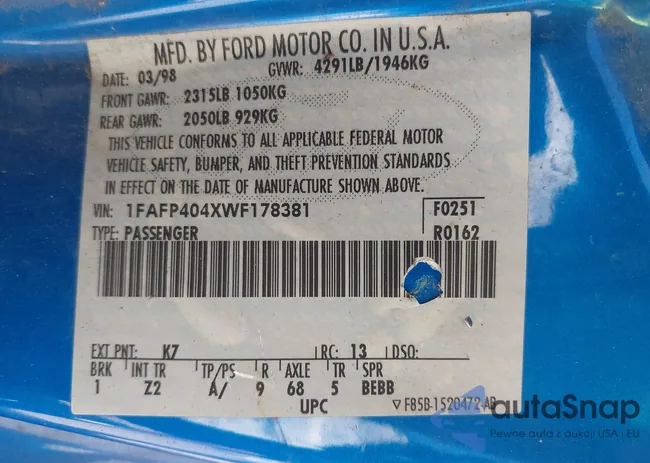 MFD. BY FORD MOTOR CO. IN U.S.A.
DATE: 03/98 GVWR: 4291LB/1946KG
FRONT GAWR: 2315LB 1050KG
REAR GAWR: 2050LB 929KG
THIS VEHICLE CONFORMS TO ALL APPLICABLE FEDERAL MOTOR
VEHICLE SAFETY, BUMPER, AND THEFT PREVENTION STANDARDS
IN EFFECT ON THE DATE OF MANUFACTURE SHOWN ABOVE.
VIN: 1FAFP404XWF178381 F0251
TYPE: PASSENGER R0162
EXT PNT: K7 RC: 13 DSO:
BRK INT TR TP/PS R AXLE TR SPR
1 Z2 A/ 9 68 5 BEBB
UPC ▽F85B-1520472-AB
autaSnap
Pewne auta z aukcji USA i EU